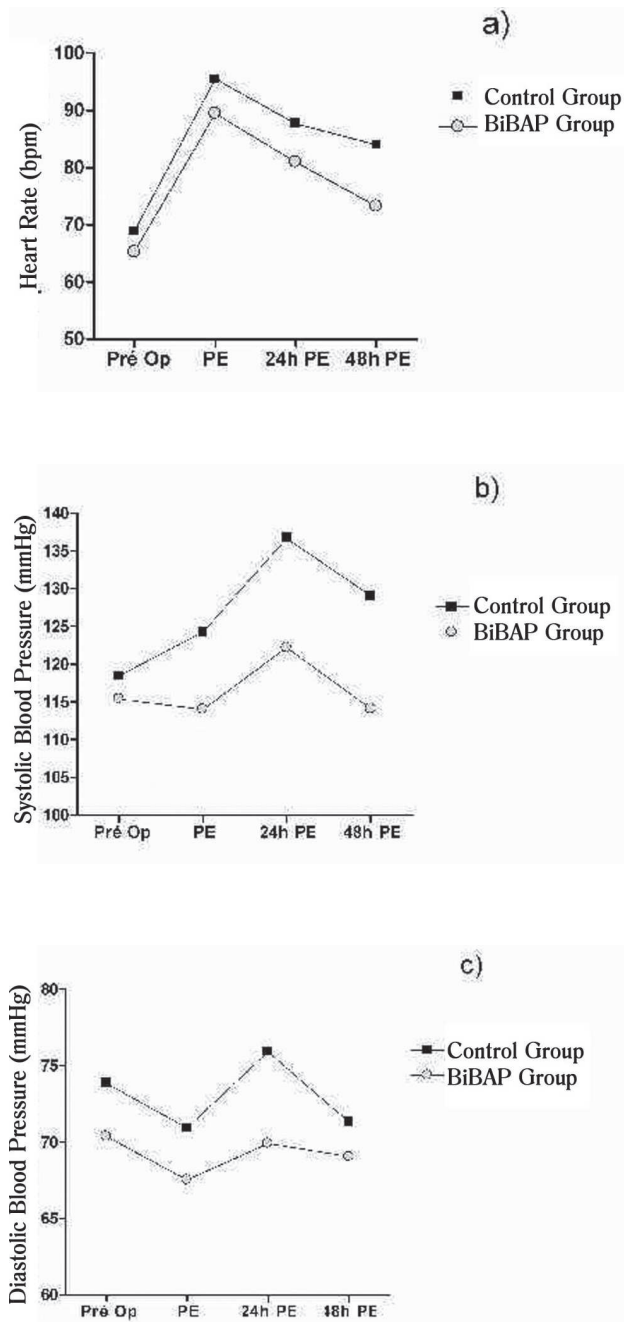 a)
Heart Rate (bpm)
100
90
80
70
60
50
Pré Op PE 24h PE 48h PE
Control Group
BiBAP Group
b)
Systolic Blood Pressure (mmHg)
140
135
130
125
120
115
110
105
100
Pré Op PE 24h PE 48h PE
Control Group
BiBAP Group
c)
Diastolic Blood Pressure (mmHg)
80
75
70
65
60
Pré Op PE 24h PE 48h PE
Control Group
BiBAP Group